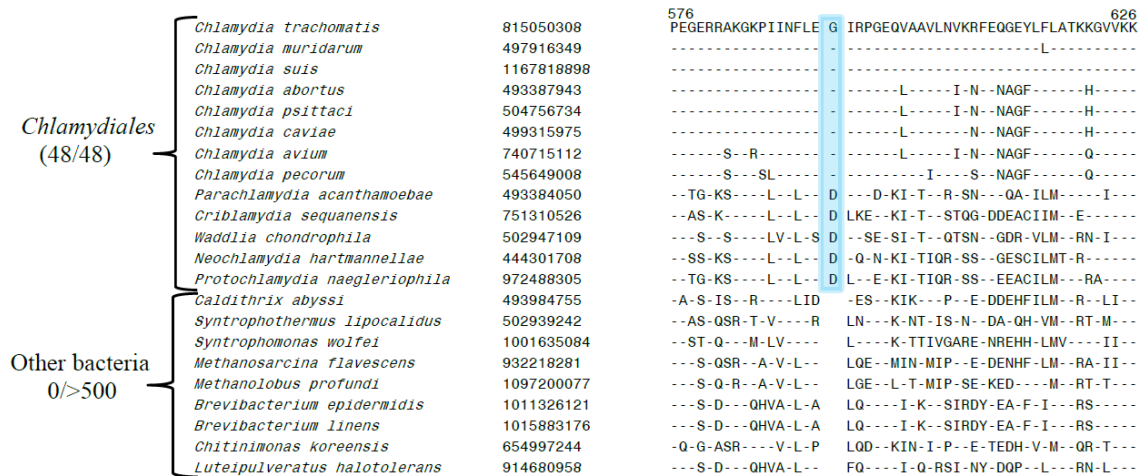 576 626
Chlamydia trachomatis 815050308 PEGERRAKGKPIINFLE G IRPGEQVAAVLNVKRFEQGEYLFLATKKGVVKK
Chlamydia muridarum 497916349 ----------------- - -----------------------L---------
Chlamydia suis 1167818898 ----------------- - ---------------------------------
Chlamydia abortus 493387943 ----------------- - -------L-----I-N--NAGF-----H----
Chlamydia psittaci 504756734 ----------------- - -------L-----I-N--NAGF-----H----
Chlamydia caviae 499315975 ----------------- - -------L-------N--NAGF-----H----
Chlamydiales
(48/48)
Chlamydia avium 740715112 -----S--R-------- - -------L-----I-N--NAGF-----Q----
Chlamydia pecorum 545649008 -----S---SL------ - ----------I----S--NAGF-----Q----
Parachlamydia acanthamoebae 493384050 --TG-KS----L--L-- D ---D-KI-T--R-SN---QA-ILM----I--
Criblamydia sequanensis 751310526 --AS-K-----L--L-- D LKE--KI-T--STQG-DDEACIIM--E----
Waddlia chondrophila 502947109 ---S--S----LV-L-S D --SE-SI-T--QTSN--GDR-VLM--RN-I--
Neochlamydia hartmannellae 444301708 ---SS-KS---L--L-- D -Q-N-KI-TIQR-SS--GESCILMT-R-----
Protochlamydia naegleriophila 972488305 --TG-KS----L--L-- D L--E-KI-TIQR-SS--EEACILM---RA---
Caldithrix abyssi 493984755 -A-S-IS--R----LID -ES--KIK---P--E-DDEHFILM--R--LI--
Syntrophothermus lipocalidus 502939242 --AS-QSRT-V-----R LN---K-NT-IS-N--DA-QH-VM--RT-M---
Syntrophomonas wolfei 1001635084 --ST-Q---M-LV---- L----K-TTIVGARE-NREHH-LMV----II--
Other bacteria
0/>500
Methanosarcina flavescens 932218281 ---S-QSR--A-V-L-- LQE--MIN-MIP--E-DENHF-LM--RA-II--
Methanolobus profundi 1097200077 ---S-Q-R--A-V-L-- LGE--L-T-MIP-SE-KED----M--RT-T---
Brevibacterium epidermidis 1011326121 ---S-D---QHVA-L-A LQ----I-K--SIRDY-EA-F-I---RS-----
Brevibacterium linens 1015883176 ---S-D---QHVA-L-A LQ----I-K--SIRDY-EA-F-I---RS-----
Chitinimonas koreensis 654997244 -Q-G-ASR---V--L-P LQD--KIN-I-P--E-TEDH-V-M--QR-T---
Luteipulveratus halotolerans 914680958 ---S-D---QHVA-L-- FQ---I-Q-RSI-NY-DQP--L---RN-L---